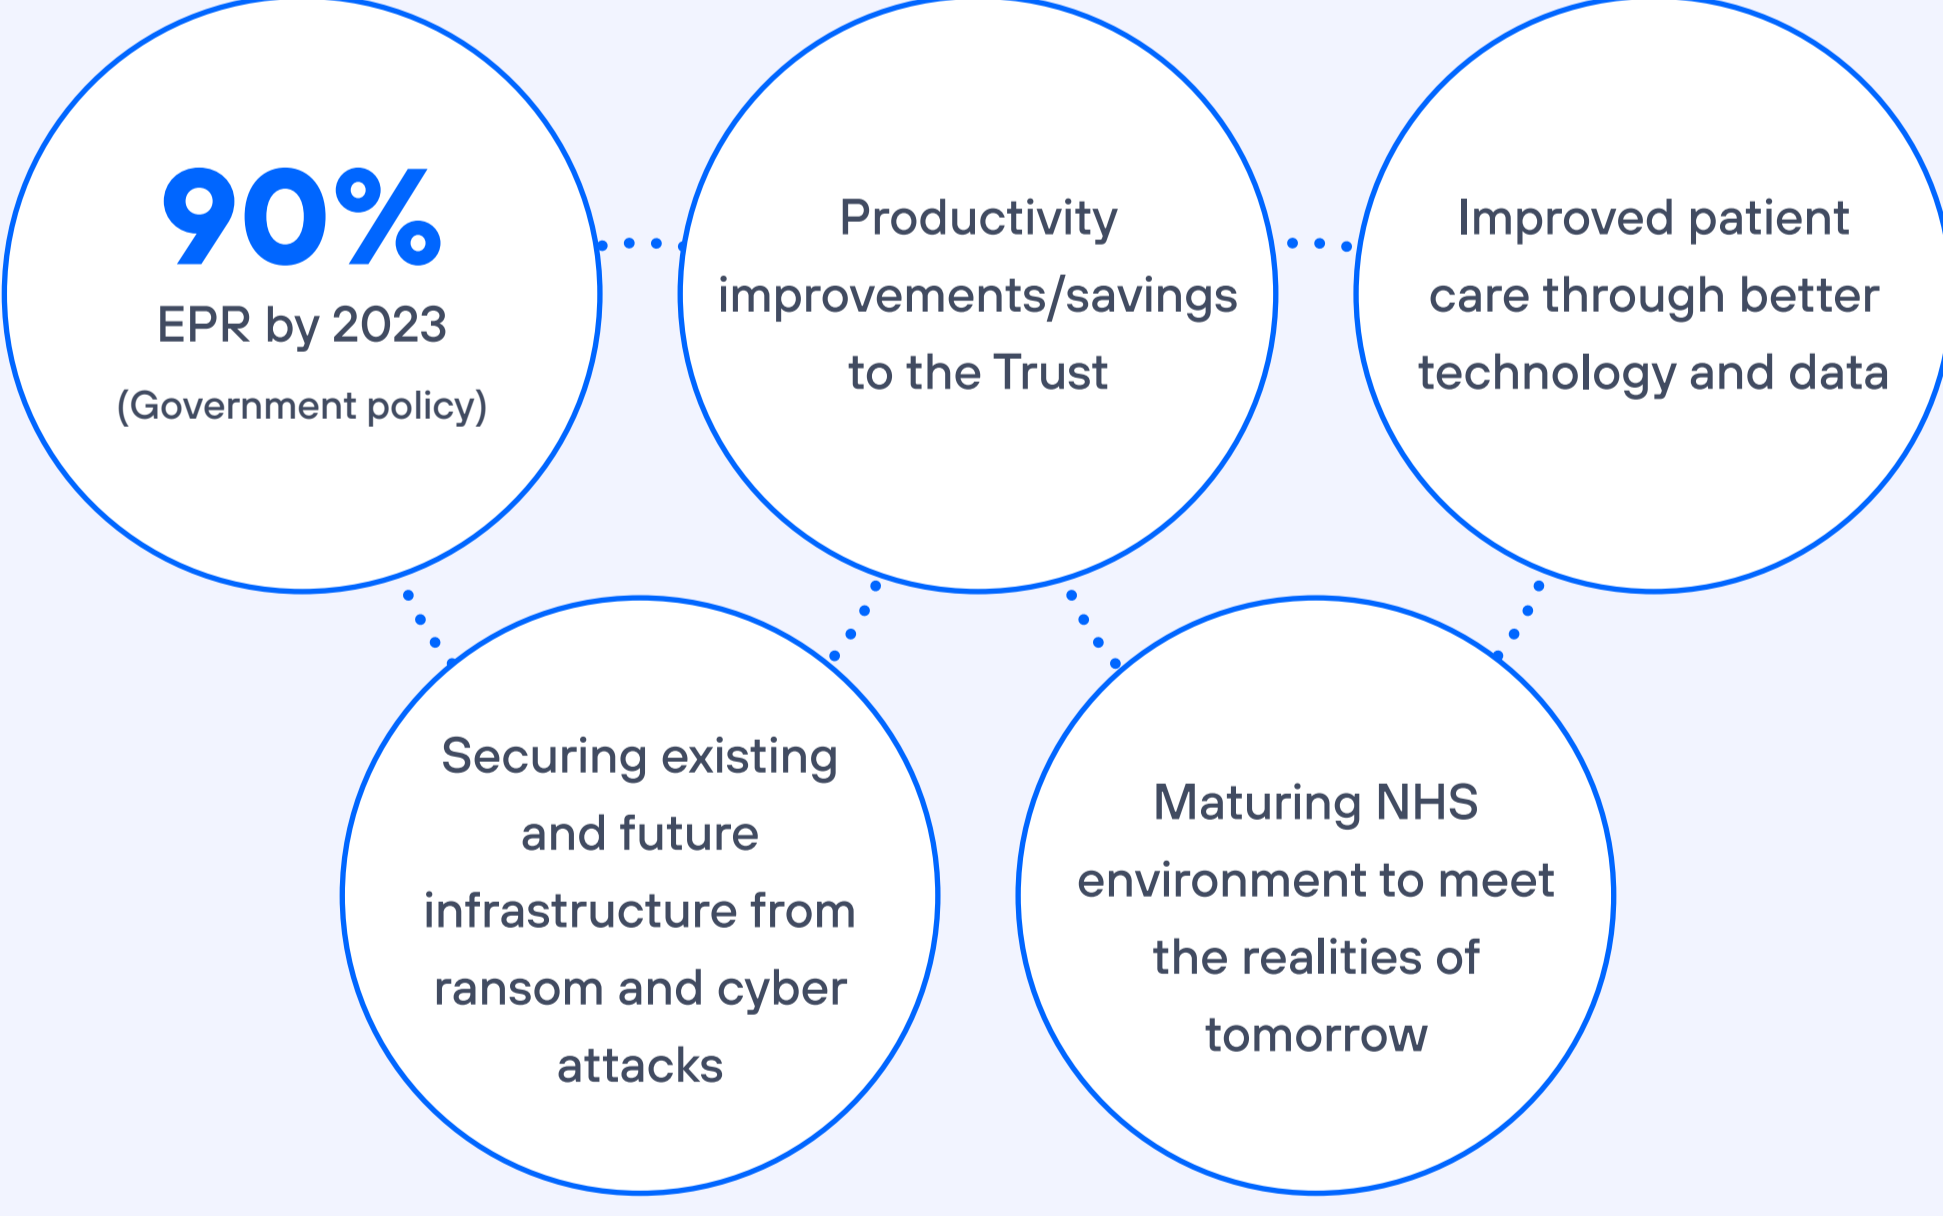 90%
EPR by 2023
(Government policy)
Productivity
improvements/savings
to the Trust
Improved patient
care through better
technology and data
Securing existing
and future
infrastructure from
ransom and cyber
attacks
Maturing NHS
environment to meet
the realities of
tomorrow